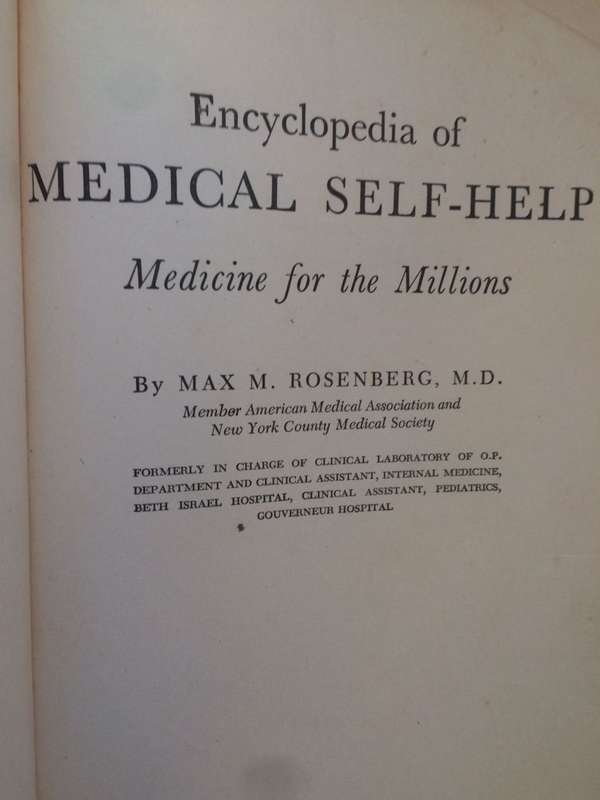 Encyclopedia of
MEDICAL SELF-HELP
Medicine for the Millions
By MAX M. ROSENBERG, M.D.
Member American Medical Association and
New York County Medical Society
FORMERLY IN CHARGE OF CLINICAL LABORATORY OF O.P.
DEPARTMENT AND CLINICAL ASSISTANT, INTERNAL MEDICINE,
BETH ISRAEL HOSPITAL, CLINICAL ASSISTANT, PEDIATRICS,
GOUVERNEUR HOSPITAL